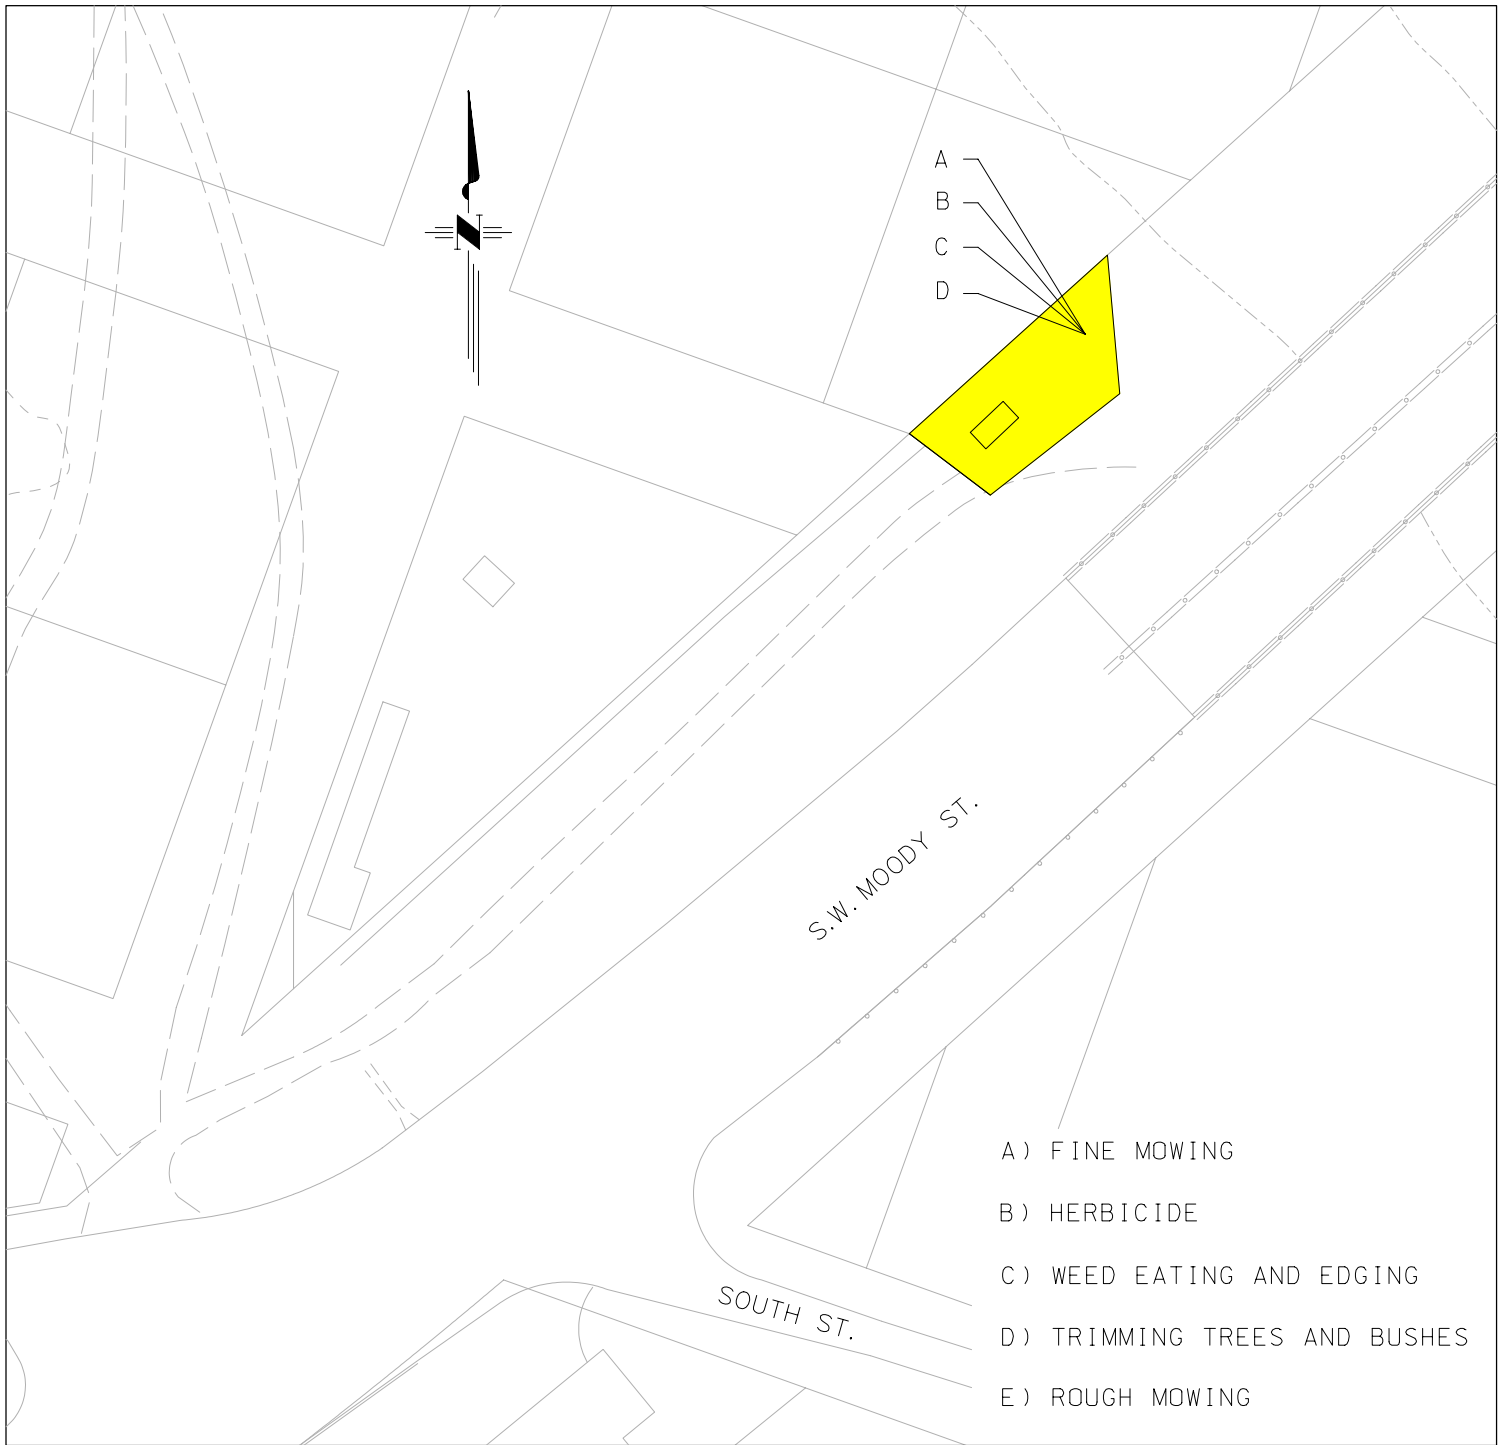 A
B
C
D
N
S.W. MOODY ST.
SOUTH ST.
A) FINE MOWING
B) HERBICIDE
C) WEED EATING AND EDGING
D) TRIMMING TREES AND BUSHES
E) ROUGH MOWING